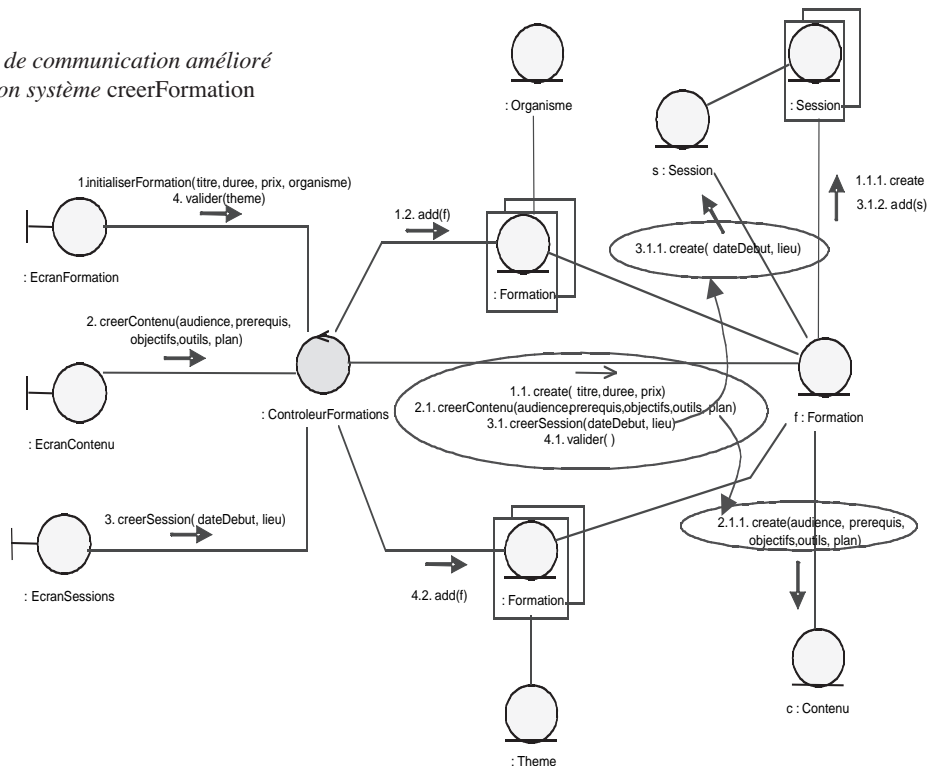 de communication amélioré
on système creerFormation
: Organisme
: Session
s : Session
1.1.1. create
3.1.2. add(s)
1.initialiserFormation(titre, duree, prix, organisme)
4. valider(theme)
1.2. add(f)
3.1.1. create( dateDebut, lieu)
: EcranFormation
: Formation
2. creerContenu(audience, prerequis,
objectifs,outils, plan)
: ControleurFormations
1.1. create( titre,duree, prix)
2.1. creerContenu(audience,prerequis,objectifs,outils, plan)
3.1. creerSession(dateDebut, lieu)
4.1. valider( )
f : Formation
: EcranContenu
3. creerSession( dateDebut, lieu)
2.1.1. create(audience, prerequis,
objectifs,outils, plan)
: EcranSessions
4.2. add(f)
: Formation
c : Contenu
: Theme